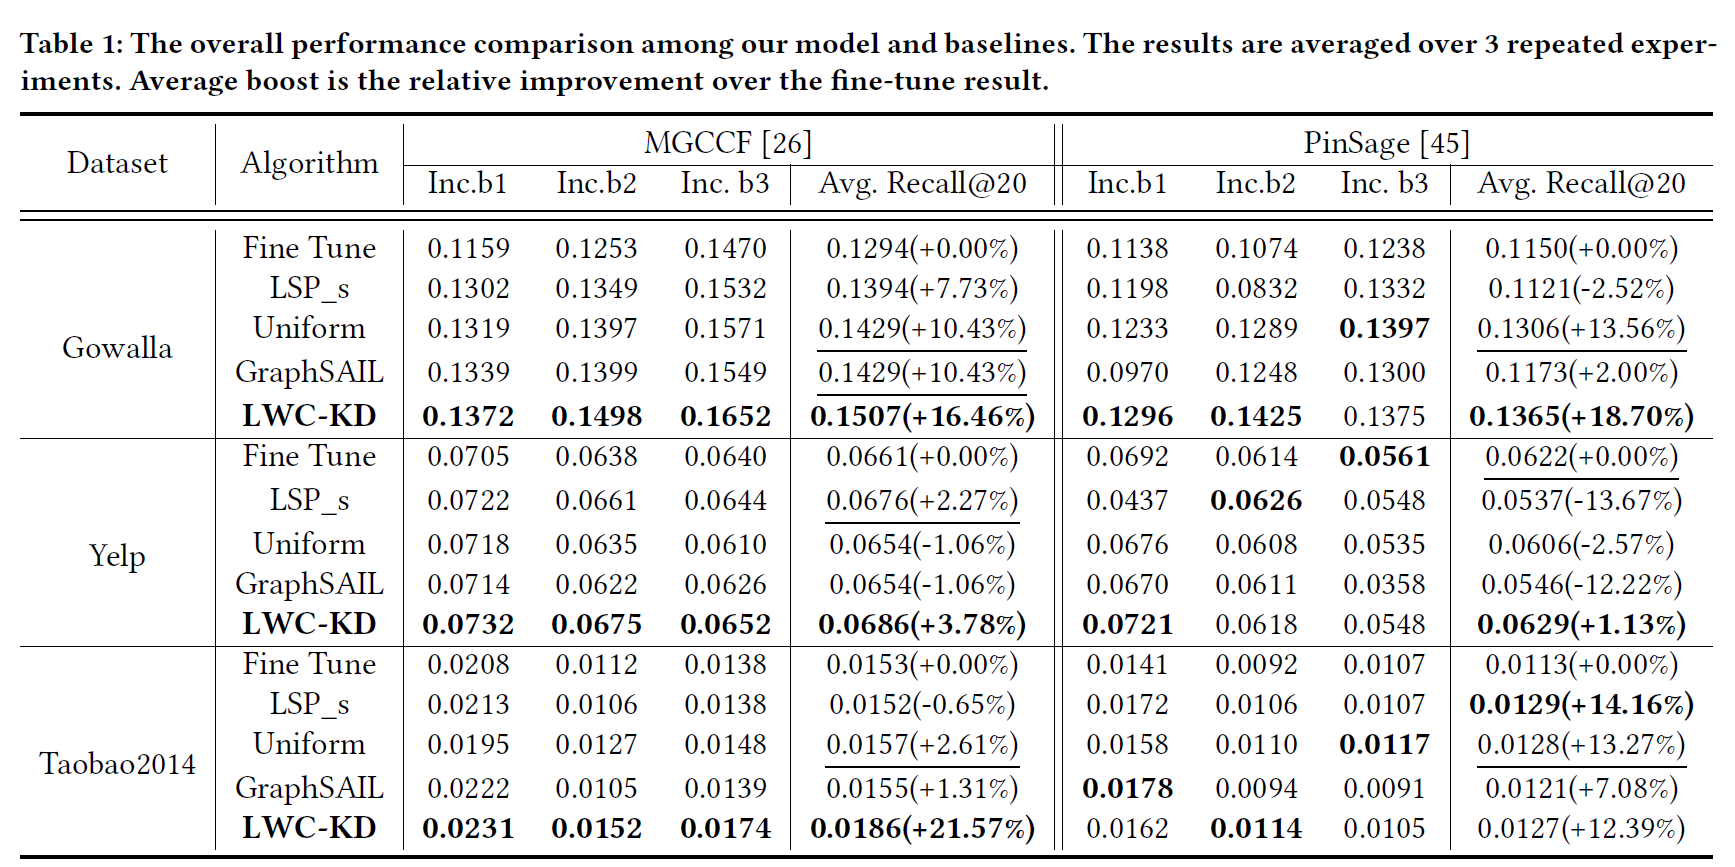 Table 1: The overall performance comparison among our model and baselines. The results are averaged over 3 repeated exper-
iments. Average boost is the relative improvement over the fine-tune result.
Dataset Algorithm MGCCF [26] PinSage [45]
Inc.b1 Inc.b2 Inc. b3 Avg. Recall@20 Inc.b1 Inc.b2 Inc. b3 Avg. Recall@20
Gowalla
Fine Tune 0.1159 0.1253 0.1470 0.1294(+0.00%) 0.1138 0.1074 0.1238 0.1150(+0.00%)
LSP_s 0.1302 0.1349 0.1532 0.1394(+7.73%) 0.1198 0.0832 0.1332 0.1121(-2.52%)
Uniform 0.1319 0.1397 0.1571 0.1429(+10.43%) 0.1233 0.1289 0.1397 0.1306(+13.56%)
GraphSAIL 0.1339 0.1399 0.1549 0.1429(+10.43%) 0.0970 0.1248 0.1300 0.1173(+2.00%)
LWC-KD 0.1372 0.1498 0.1652 0.1507(+16.46%) 0.1296 0.1425 0.1375 0.1365(+18.70%)
Yelp
Fine Tune 0.0705 0.0638 0.0640 0.0661(+0.00%) 0.0692 0.0614 0.0561 0.0622(+0.00%)
LSP_s 0.0722 0.0661 0.0644 0.0676(+2.27%) 0.0437 0.0626 0.0548 0.0537(-13.67%)
Uniform 0.0718 0.0635 0.0610 0.0654(-1.06%) 0.0676 0.0608 0.0535 0.0606(-2.57%)
GraphSAIL 0.0714 0.0622 0.0626 0.0654(-1.06%) 0.0670 0.0611 0.0358 0.0546(-12.22%)
LWC-KD 0.0732 0.0675 0.0652 0.0686(+3.78%) 0.0721 0.0618 0.0548 0.0629(+1.13%)
Taobao2014
Fine Tune 0.0208 0.0112 0.0138 0.0153(+0.00%) 0.0141 0.0092 0.0107 0.0113(+0.00%)
LSP_s 0.0213 0.0106 0.0138 0.0152(-0.65%) 0.0172 0.0106 0.0107 0.0129(+14.16%)
Uniform 0.0195 0.0127 0.0148 0.0157(+2.61%) 0.0158 0.0110 0.0117 0.0128(+13.27%)
GraphSAIL 0.0222 0.0105 0.0139 0.0155(+1.31%) 0.0178 0.0094 0.0091 0.0121(+7.08%)
LWC-KD 0.0231 0.0152 0.0174 0.0186(+21.57%) 0.0162 0.0114 0.0105 0.0127(+12.39%)